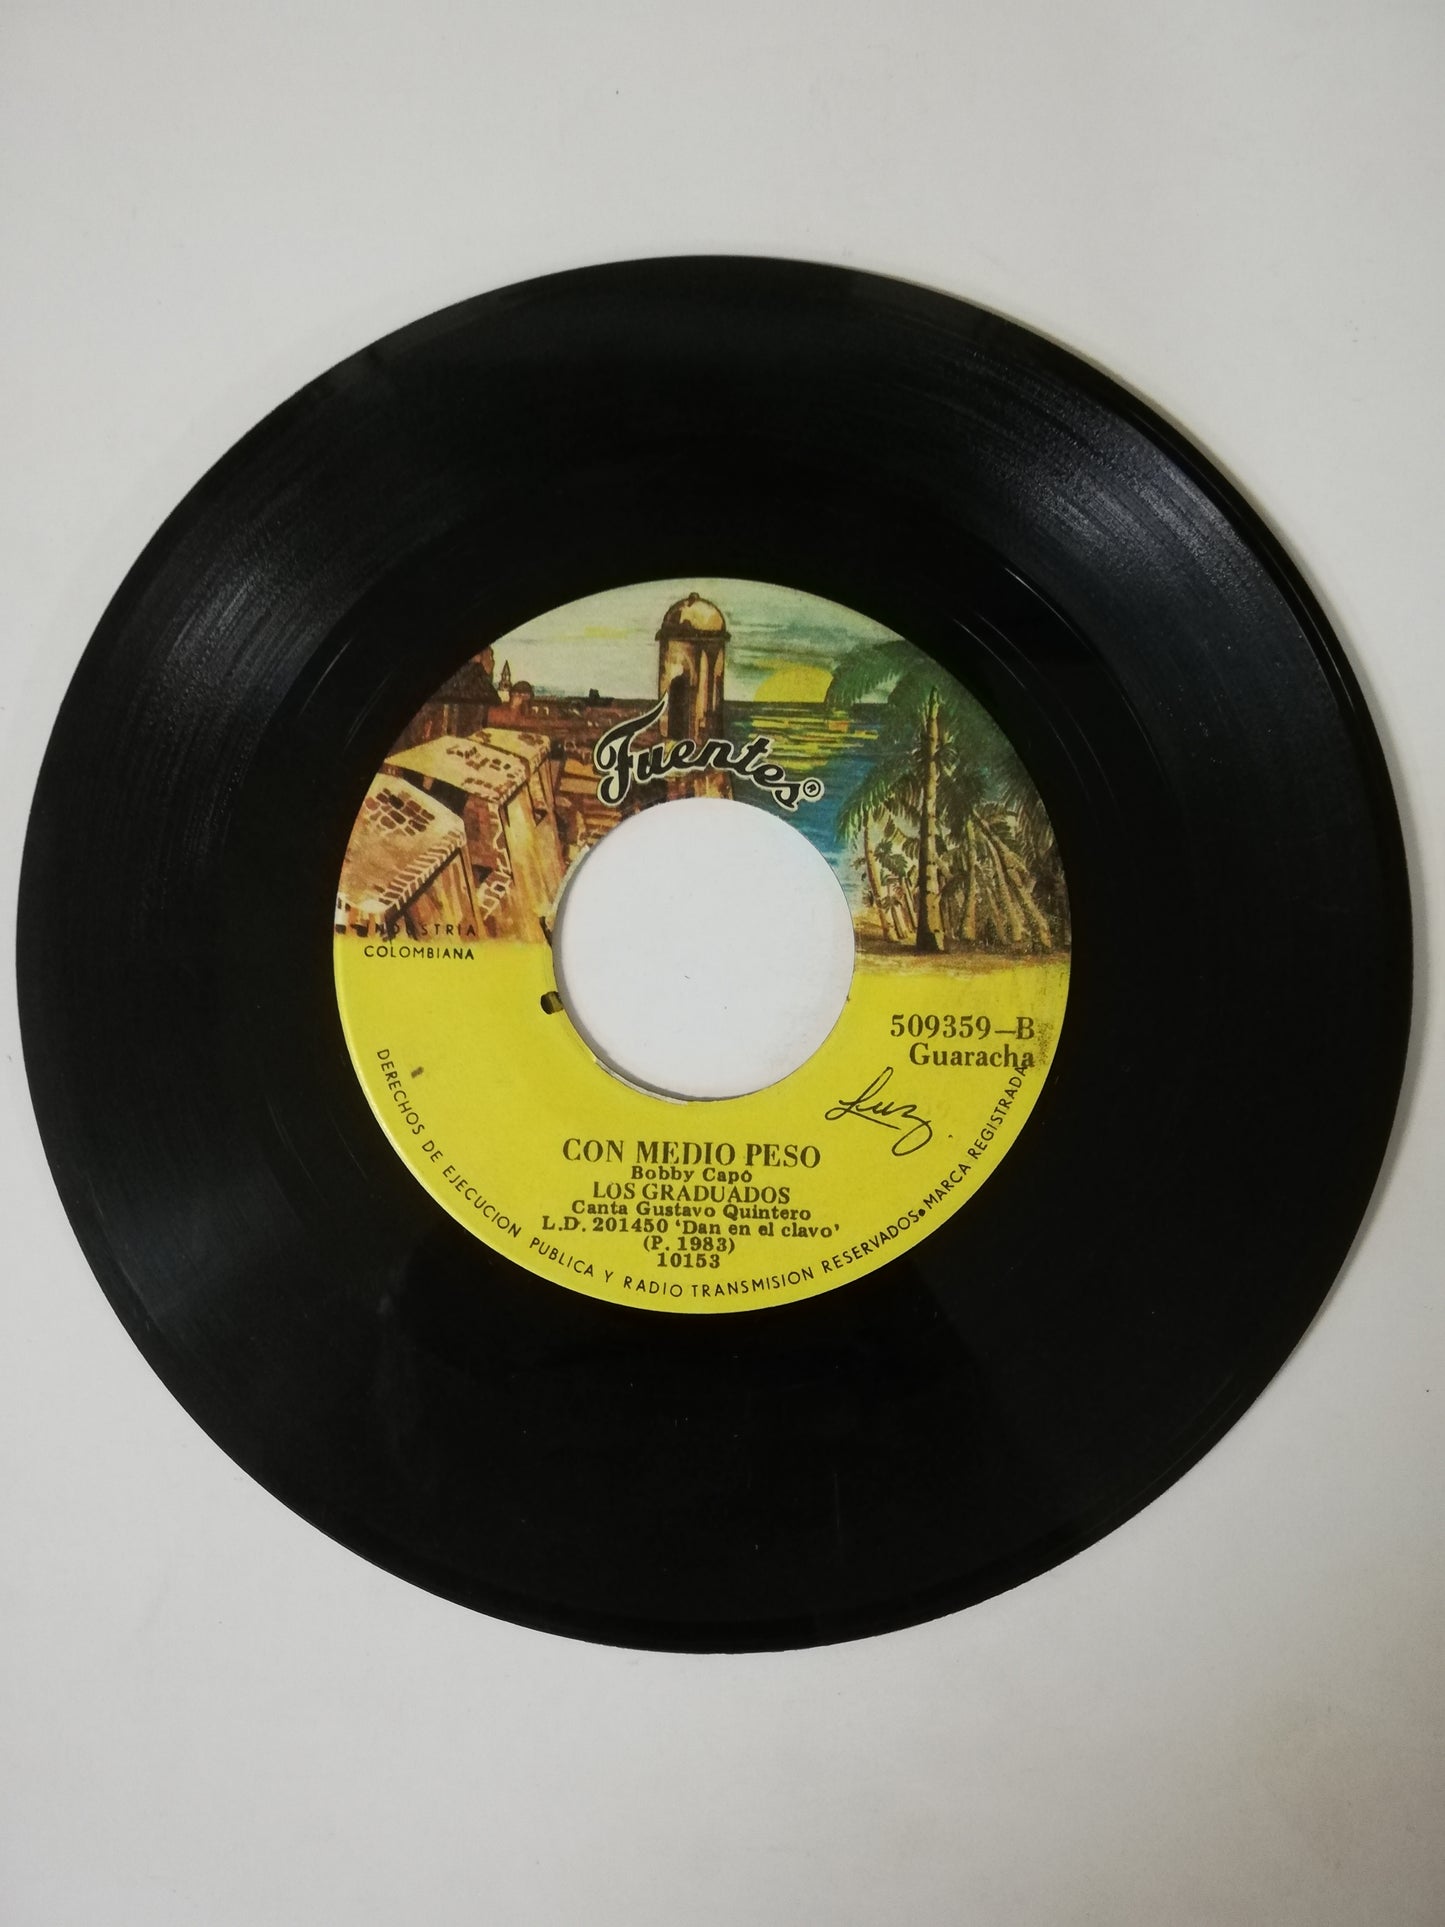 Fuentes®
INDUSTRIA
COLOMBIANA
509359-B
Guaracha
Luz
CON MEDIO PESO
Bobby Capó
LOS GRADUADOS
Canta Gustavo Quintero
L.D. 201450 'Dan en el clavo'
(P. 1983)
10153
DERECHOS DE EJECUCION PUBLICA Y RADIO TRANSMISION RESERVADOS • MARCA REGISTRADA